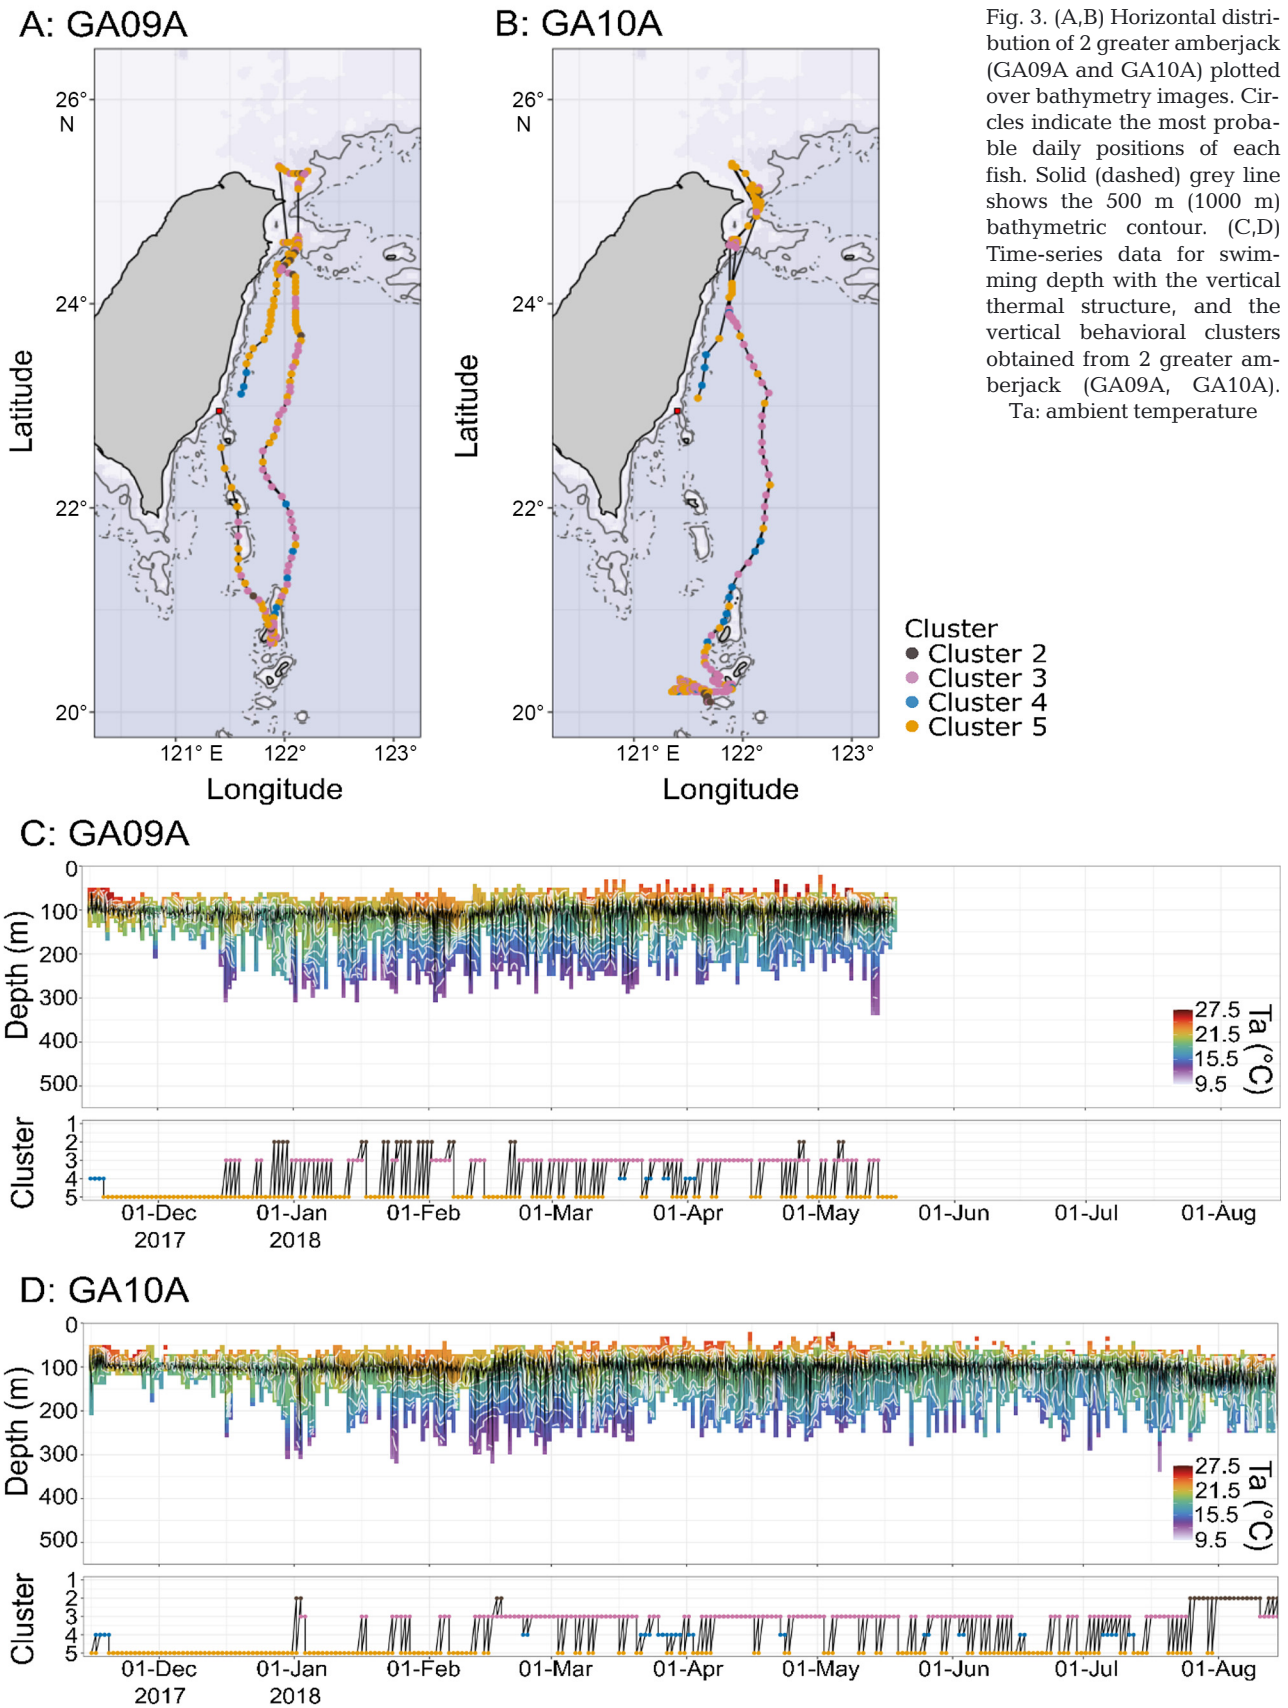 A: GA09A
B: GA10A
Fig. 3. (A,B) Horizontal distri-
bution of 2 greater amberjack
(GA09A and GA10A) plotted
over bathymetry images. Cir-
cles indicate the most proba-
ble daily positions of each
fish. Solid (dashed) grey line
shows the 500 m (1000 m)
bathymetric contour. (C,D)
Time-series data for swim-
ming depth with the vertical
thermal structure, and the
vertical behavioral clusters
obtained from 2 greater am-
berjack (GA09A, GA10A).
Ta: ambient temperature
26°
N
24°
22°
20°
Latitude
121° E
122°
123°
Longitude
26°
N
24°
22°
20°
Latitude
121° E
122°
123°
Longitude
Cluster
Cluster 2
Cluster 3
Cluster 4
Cluster 5
C: GA09A
0
100
200
300
400
500
Depth (m)
27.5
21.5
15.5
9.5
Ta (°C)
1
2
3
4
5
Cluster
01-Dec
01-Jan
01-Feb
01-Mar
01-Apr
01-May
01-Jun
01-Jul
01-Aug
2017
2018
D: GA10A
0
100
200
300
400
500
Depth (m)
27.5
21.5
15.5
9.5
Ta (°C)
1
2
3
4
5
Cluster
01-Dec
01-Jan
01-Feb
01-Mar
01-Apr
01-May
01-Jun
01-Jul
01-Aug
2017
2018